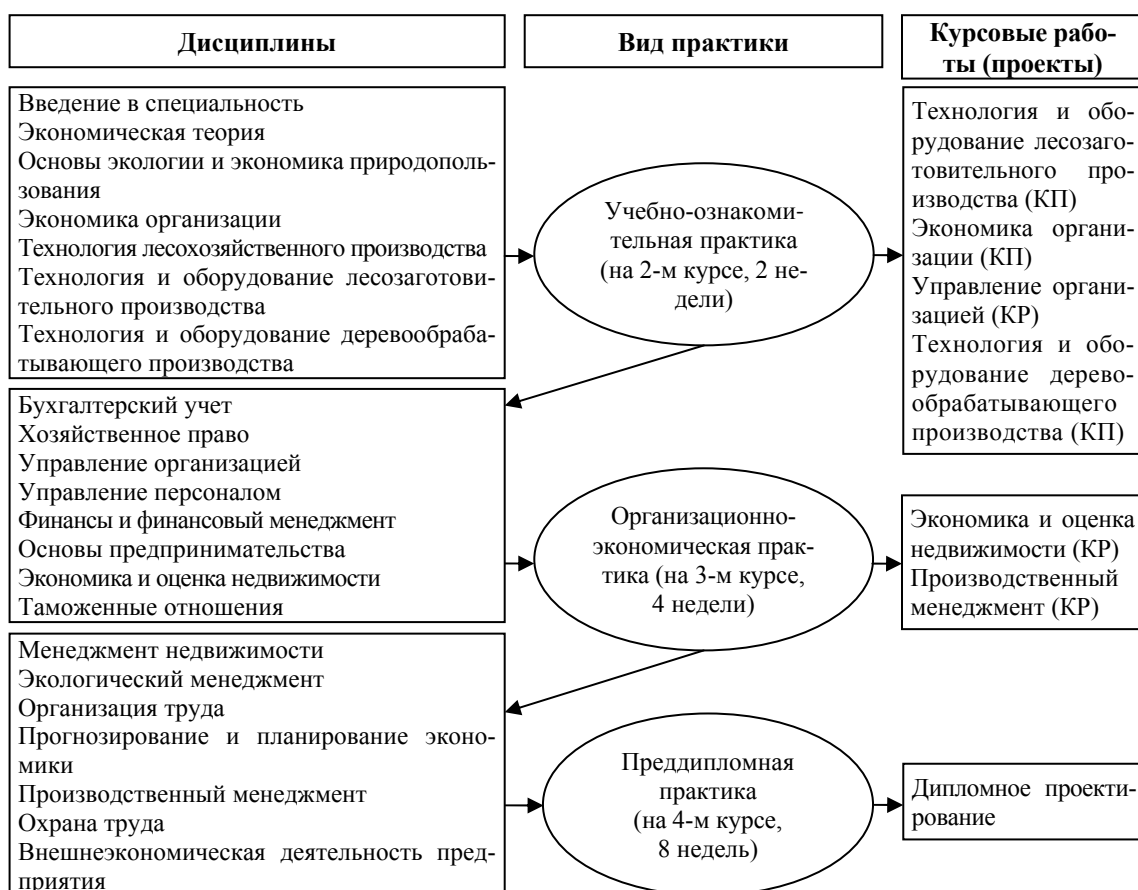 Дисциплины
Вид практики
Курсовые рабо-
ты (проекты)
Введение в специальность
Экономическая теория
Основы экологии и экономика природополь-
зования
Экономика организации
Технология лесохозяйственного производства
Технология и оборудование лесозаготови-
тельного производства
Технология и оборудование деревообраба-
тывающего производства
Учебно-ознакоми-
тельная практика
(на 2-м курсе, 2 не-
дели)
Технология и обо-
рудование лесозаго-
товительного про-
изводства (КП)
Экономика органи-
зации (КП)
Управление органи-
зацией (КР)
Технология и обо-
рудование дерево-
обрабатывающего
производства (КП)
Бухгалтерский учет
Хозяйственное право
Управление организацией
Управление персоналом
Финансы и финансовый менеджмент
Основы предпринимательства
Экономика и оценка недвижимости
Таможенные отношения
Организационно-
экономическая прак-
тика (на 3-м курсе,
4 недели)
Экономика и оценка
недвижимости (КР)
Производственный
менеджмент (КР)
Менеджмент недвижимости
Экологический менеджмент
Организация труда
Прогнозирование и планирование эконо-
мики
Производственный менеджмент
Охрана труда
Внешнеэкономическая деятельность пред-
приятия
Преддипломная
практика
(на 4-м курсе,
8 недель)
Дипломное проекти-
рование